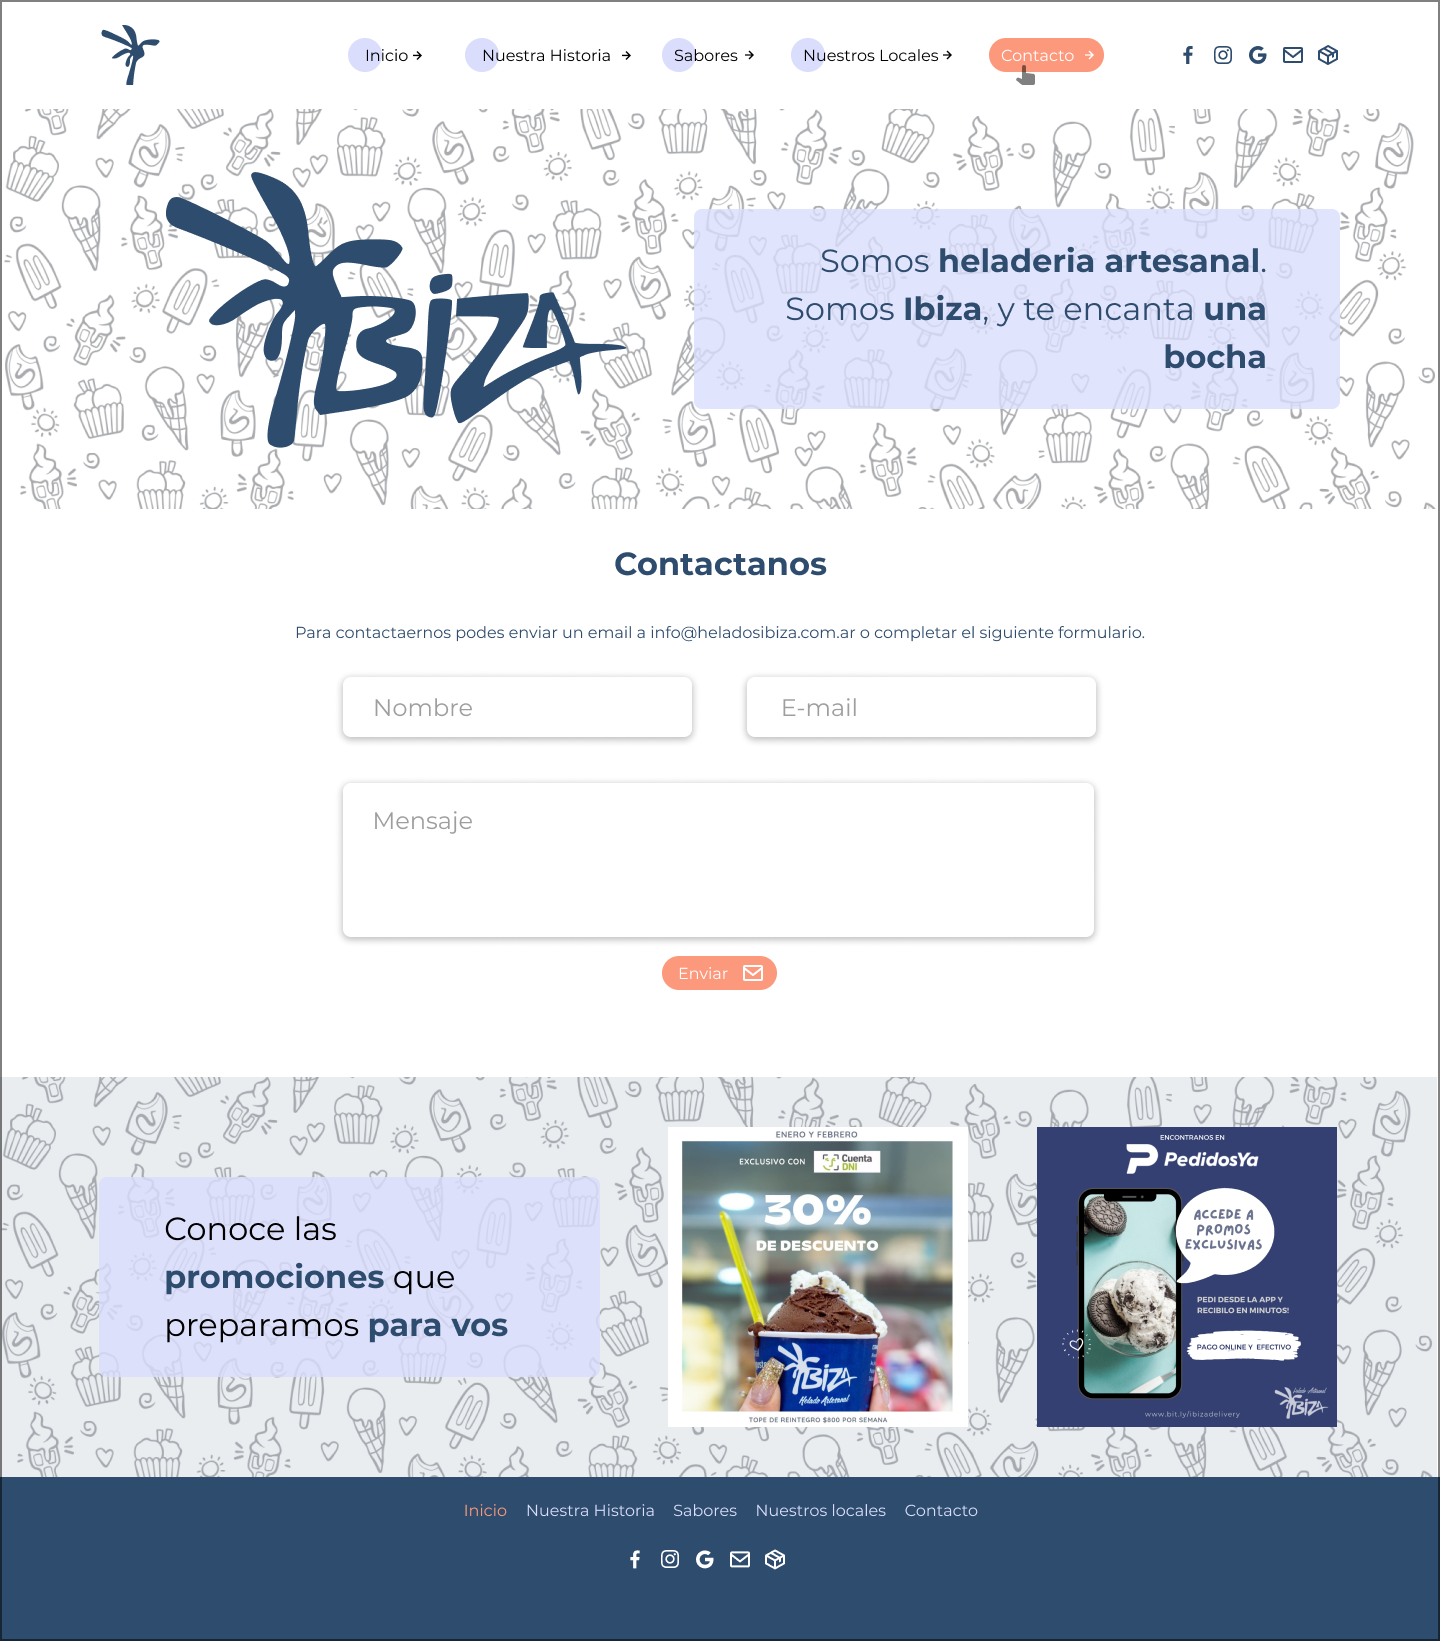 Inicio
Nuestra Historia
Sabores
Nuestros Locales
Contacto
IBIZA
Somos heladeria artesanal.
Somos Ibiza, y te encanta una
bocha
Contactanos
Para contactaernos podes enviar un email a info@heladosibiza.com.ar o completar el siguiente formulario.
Nombre
E-mail
Mensaje
Enviar
Conoce las
promociones que
preparamos para vos
ENERO Y FEBRERO
EXCLUSIVO CON
Cuenta
DNI
30%
DE DESCUENTO
IBIZA
Helado Artesanal
TOPE DE REINTEGRO $800 POR SEMANA
ENCONTRANOS EN
PedidosYa
ACCEDE A
PROMOS
EXCLUSIVAS
PEDI DESDE LA APP Y
RECIBILO EN MINUTOS!
PAGO ONLINE Y EFECTIVO
Helado Artesanal
IBIZA
www.bit.ly/ibizadelivery
Inicio
Nuestra Historia
Sabores
Nuestros locales
Contacto